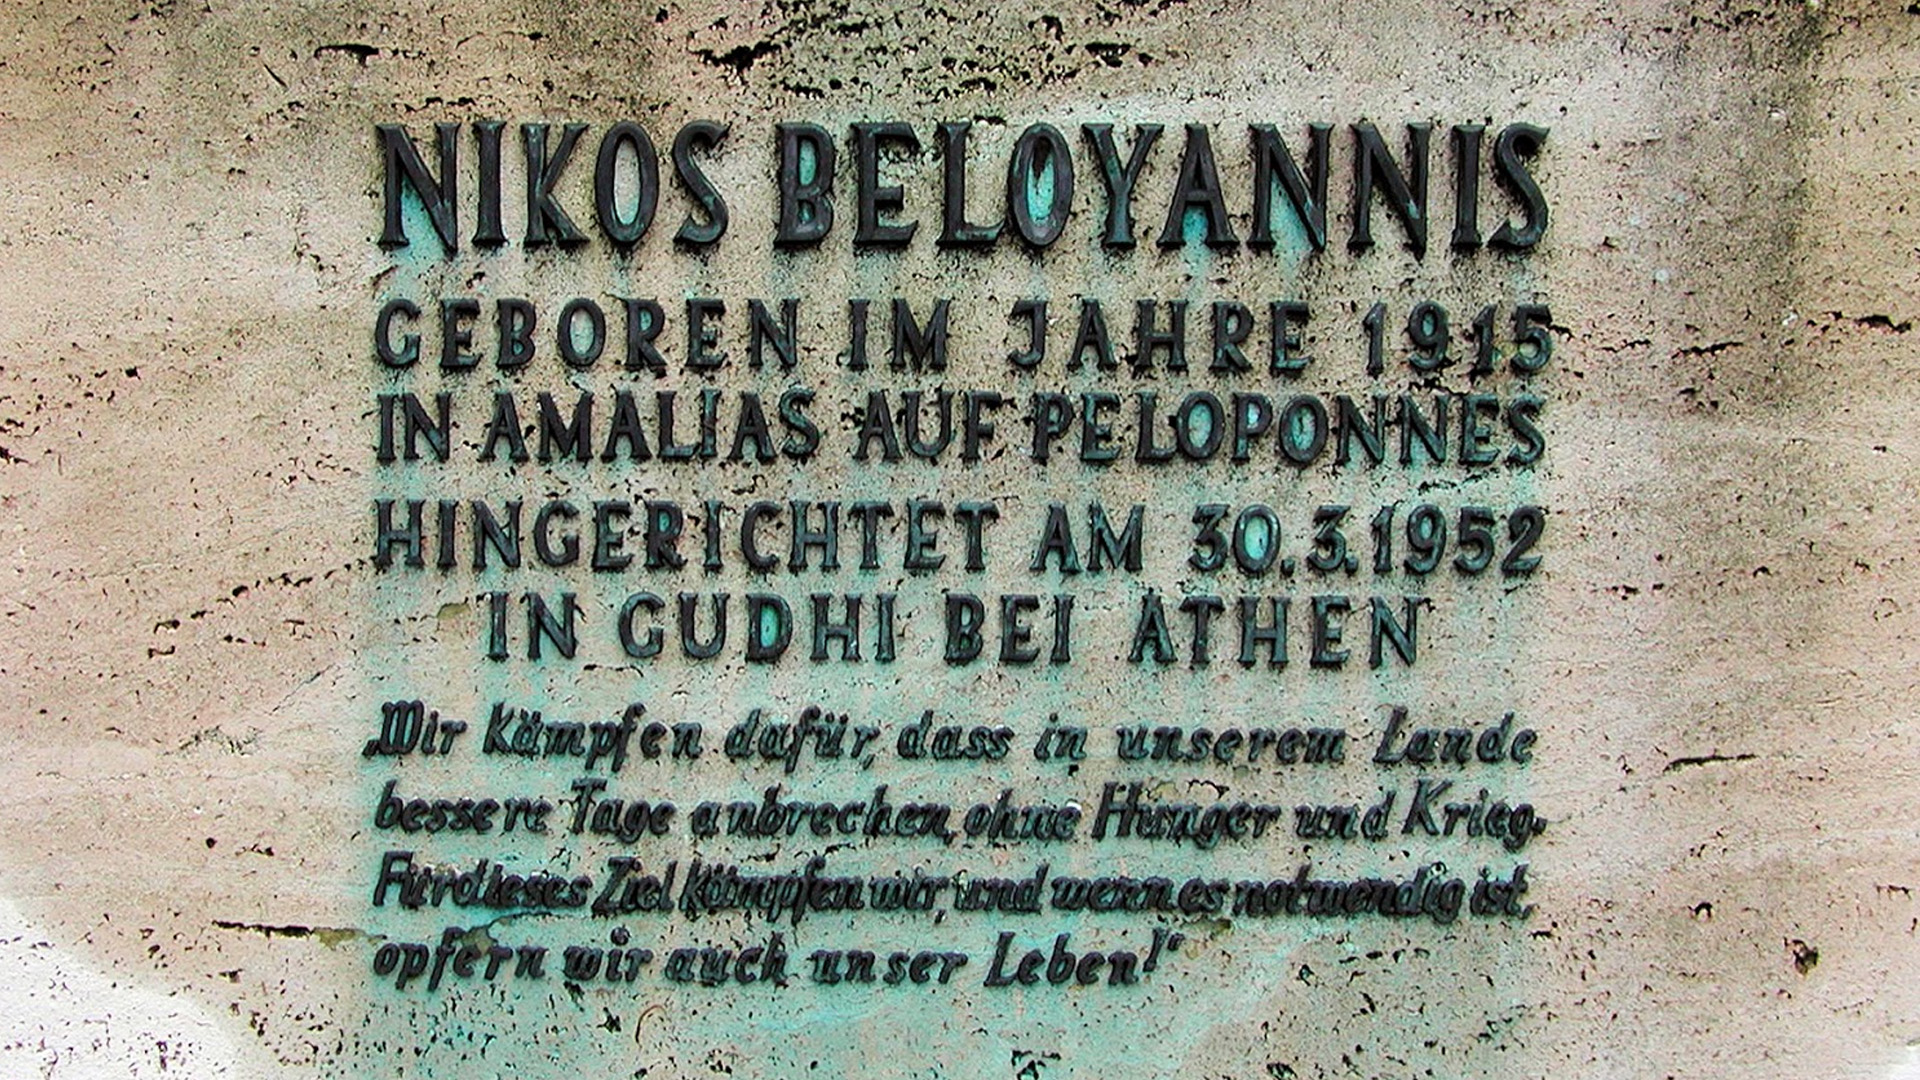 NIKOS BELOYANNIS
GEBOREN IM JAHRE 1915
IN AMALIAS AUF PELOPONNES
HINGERICHTET AM 30.3.1952
IN GUDHI BEI ATHEN
„Wir kämpfen dafür, dass in unserem Lande
bessere Tage anbrechen, ohne Hunger und Krieg.
Für dieses Ziel kämpfen wir, und wenn es notwendig ist,
opfern wir auch unser Leben!"